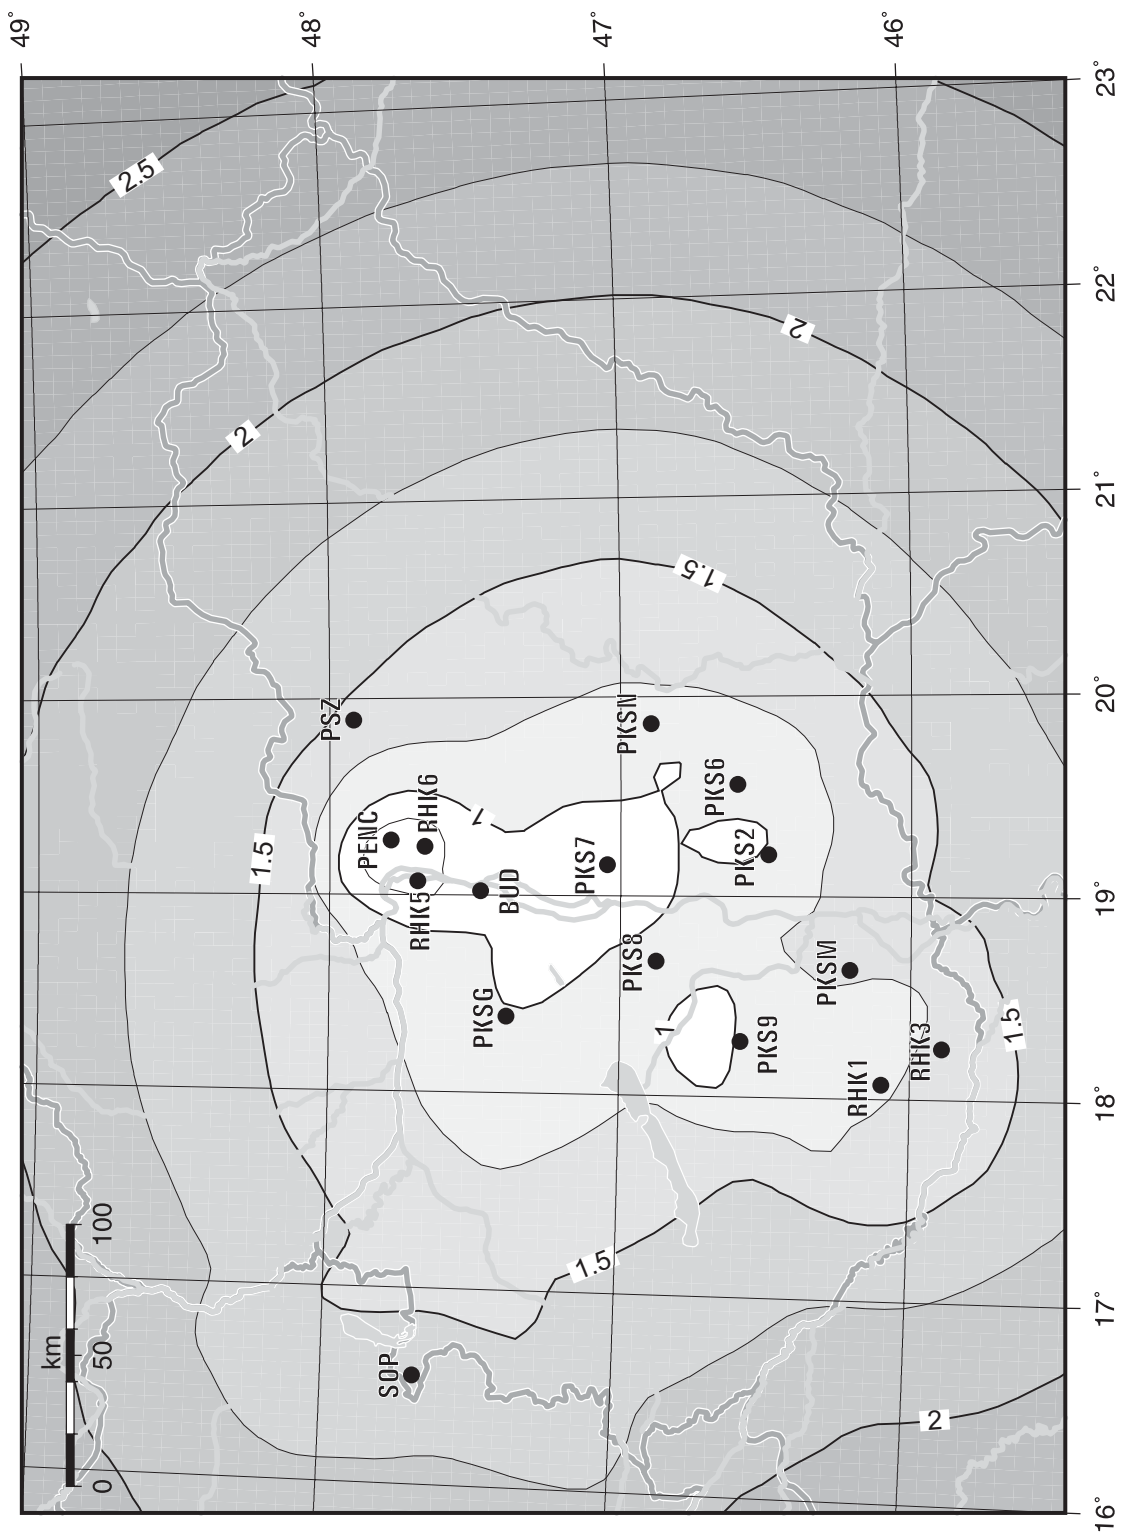 49°
48°
47°
46°
23°
22°
21°
20°
19°
18°
17°
16°
2.5
2
2
1.5
1.5
1.5
1.5
2
1
1
PSZ
PENC
RHK6
RHK5
BUD
PKS7
PKSN
PKS6
PKS2
PKS8
PKSG
PKSM
PKS9
RHK1
RHK3
SOP
km
0
50
100